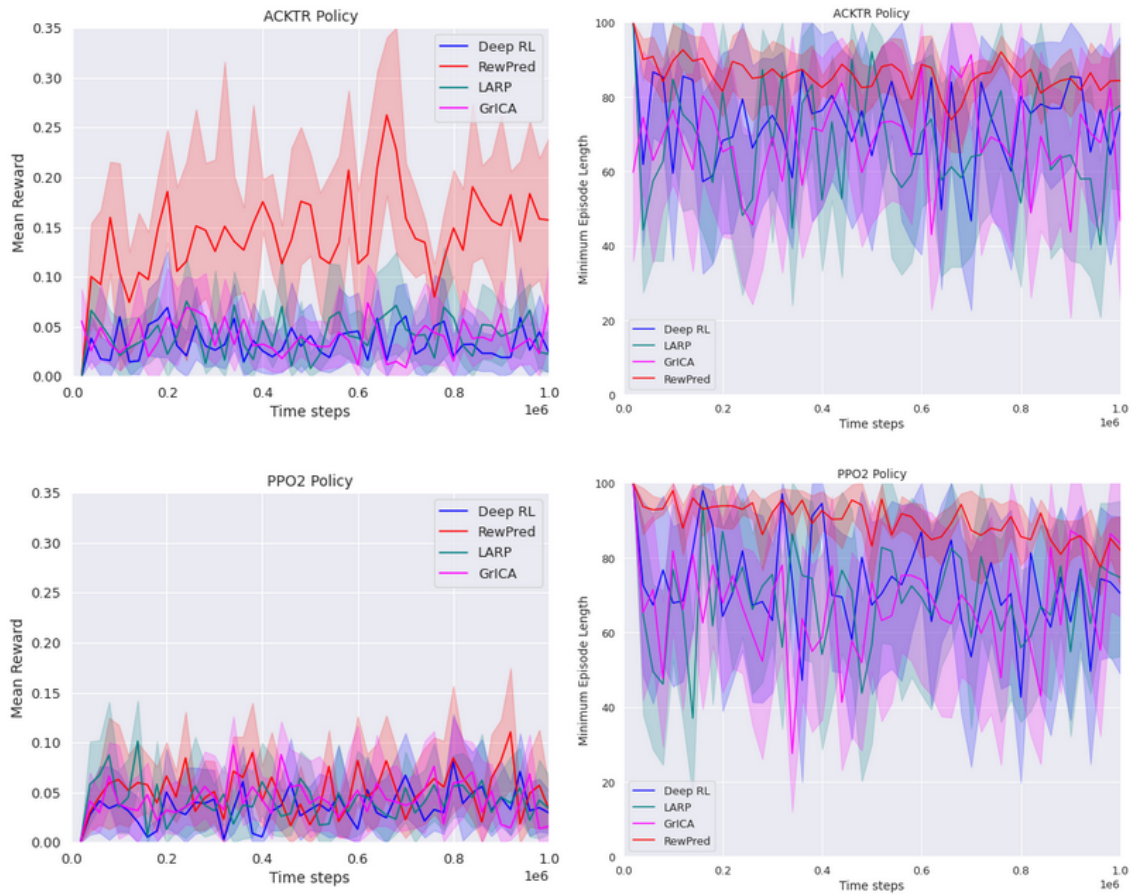 ACKTR Policy
0.35
0.30
0.25
0.20
0.15
0.10
0.05
0.00
Mean Reward
Deep RL
RewPred
LARP
GrICA
0.0 0.2 0.4 0.6 0.8 1.0
Time steps
1e6
ACKTR Policy
100
80
60
40
20
0
Minimum Episode Length
Deep RL
LARP
GrICA
RewPred
0.0 0.2 0.4 0.6 0.8 1.0
Time steps
1e6
PPO2 Policy
0.35
0.30
0.25
0.20
0.15
0.10
0.05
0.00
Mean Reward
Deep RL
RewPred
LARP
GrICA
0.0 0.2 0.4 0.6 0.8 1.0
Time steps
1e6
PPO2 Policy
100
80
60
40
20
0
Minimum Episode Length
Deep RL
LARP
GrICA
RewPred
0.0 0.2 0.4 0.6 0.8 1.0
Time steps
1e6